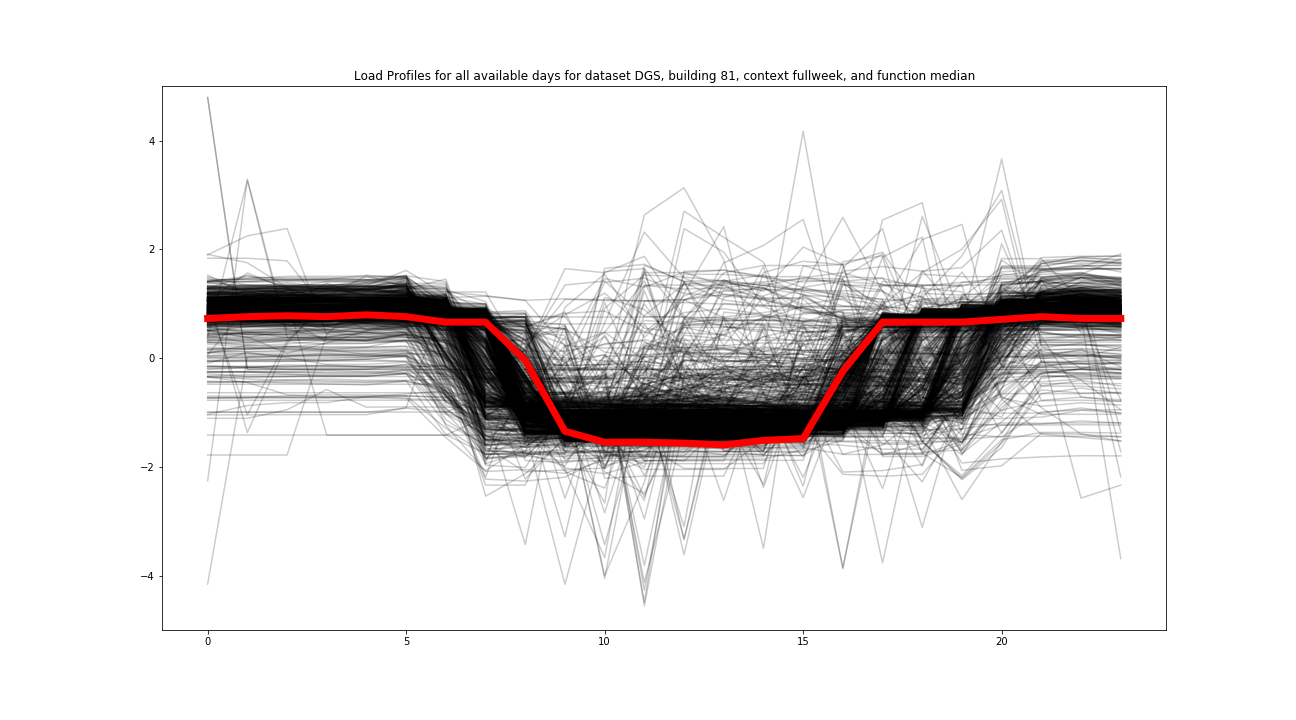 Load Profiles for all available days for dataset DGS, building 81, context fullweek, and function median
4
2
0
−2
−4
0 5 10 15 20